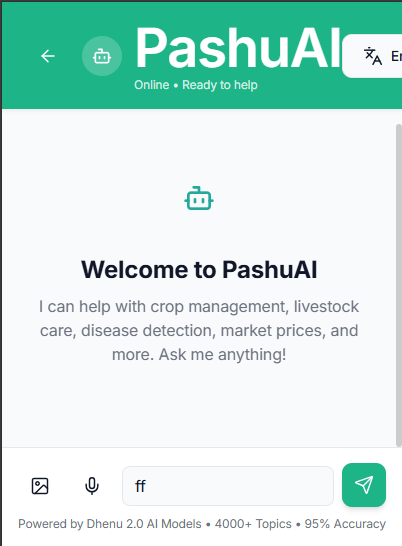 PashuAI
Online • Ready to help
Welcome to PashuAI
I can help with crop management, livestock
care, disease detection, market prices, and
more. Ask me anything!
ff
Powered by Dhenu 2.0 AI Models • 4000+ Topics • 95% Accuracy